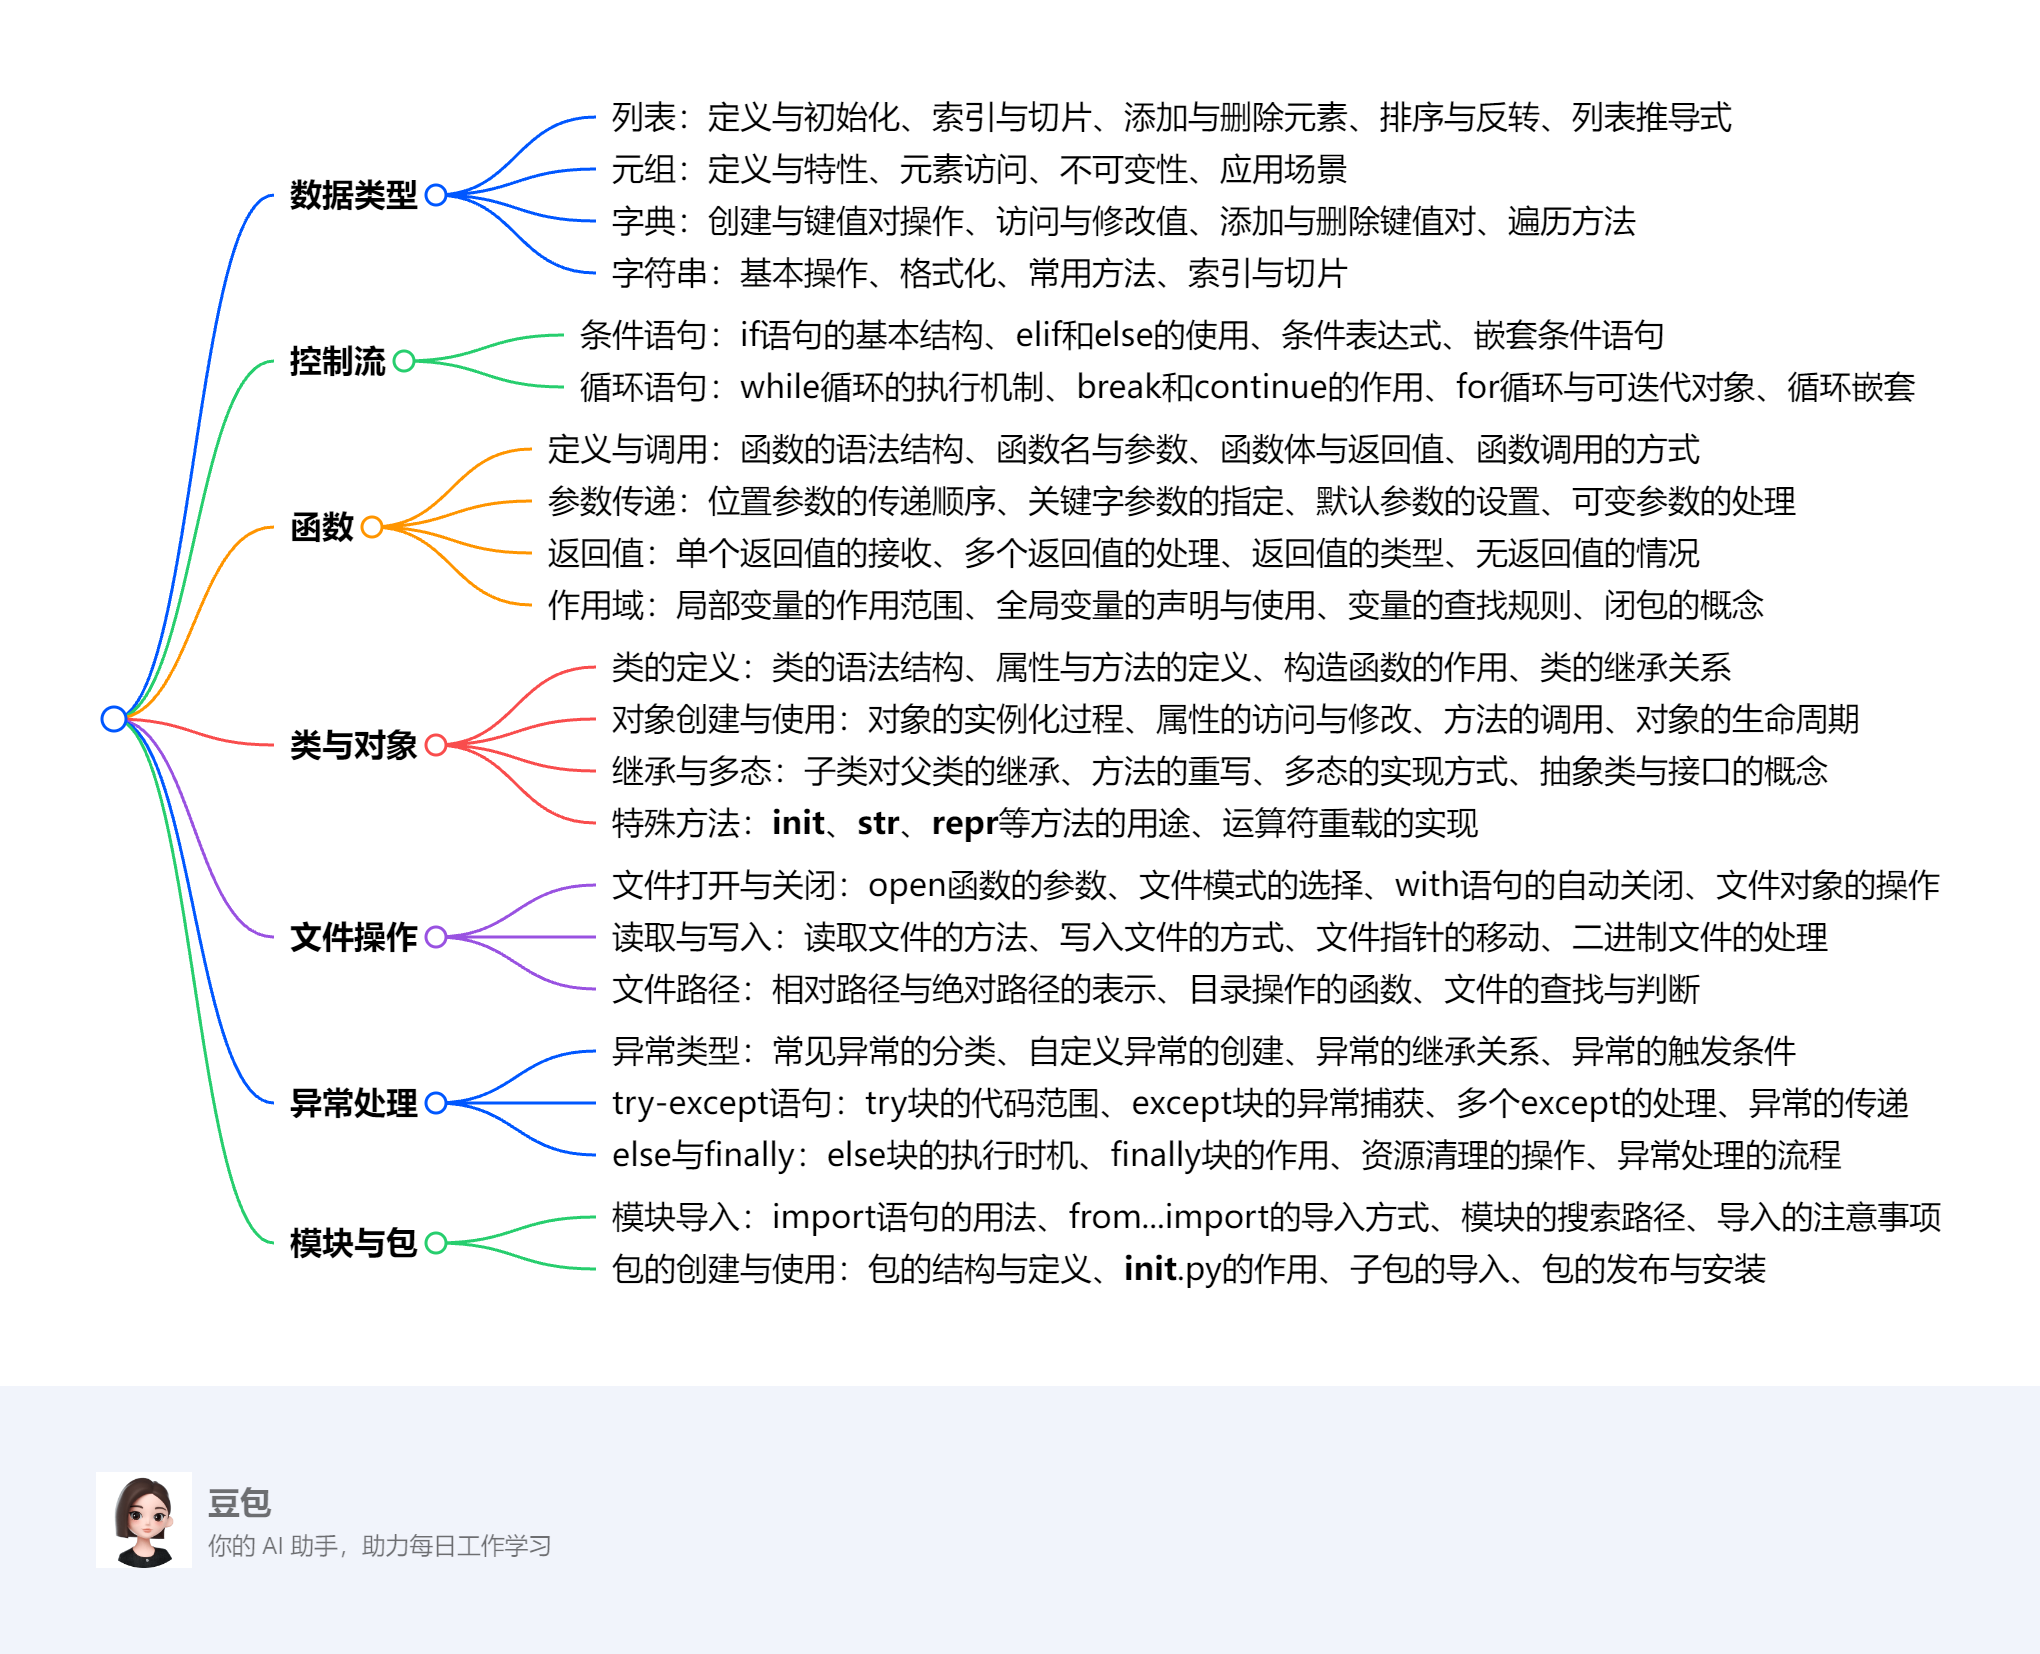 数据类型
列表：定义与初始化、索引与切片、添加与删除元素、排序与反转、列表推导式
元组：定义与特性、元素访问、不可变性、应用场景
字典：创建与键值对操作、访问与修改值、添加与删除键值对、遍历方法
字符串：基本操作、格式化、常用方法、索引与切片
控制流
条件语句：if语句的基本结构、elif和else的使用、条件表达式、嵌套条件语句
循环语句：while循环的执行机制、break和continue的作用、for循环与可迭代对象、循环嵌套
函数
定义与调用：函数的语法结构、函数名与参数、函数体与返回值、函数调用的方式
参数传递：位置参数的传递顺序、关键字参数的指定、默认参数的设置、可变参数的处理
返回值：单个返回值的接收、多个返回值的处理、返回值的类型、无返回值的情况
作用域：局部变量的作用范围、全局变量的声明与使用、变量的查找规则、闭包的概念
类与对象
类的定义：类的语法结构、属性与方法的定义、构造函数的作用、类的继承关系
对象创建与使用：对象的实例化过程、属性的访问与修改、方法的调用、对象的生命周期
继承与多态：子类对父类的继承、方法的重写、多态的实现方式、抽象类与接口的概念
特殊方法：init、str、repr等方法的用途、运算符重载的实现
文件操作
文件打开与关闭：open函数的参数、文件模式的选择、with语句的自动关闭、文件对象的操作
读取与写入：读取文件的方法、写入文件的方式、文件指针的移动、二进制文件的处理
文件路径：相对路径与绝对路径的表示、目录操作的函数、文件的查找与判断
异常处理
异常类型：常见异常的分类、自定义异常的创建、异常的继承关系、异常的触发条件
try-except语句：try块的代码范围、except块的异常捕获、多个except的处理、异常的传递
else与finally：else块的执行时机、finally块的作用、资源清理的操作、异常处理的流程
模块与包
模块导入：import语句的用法、from...import的导入方式、模块的搜索路径、导入的注意事项
包的创建与使用：包的结构与定义、init.py的作用、子包的导入、包的发布与安装
豆包
你的 AI 助手，助力每日工作学习